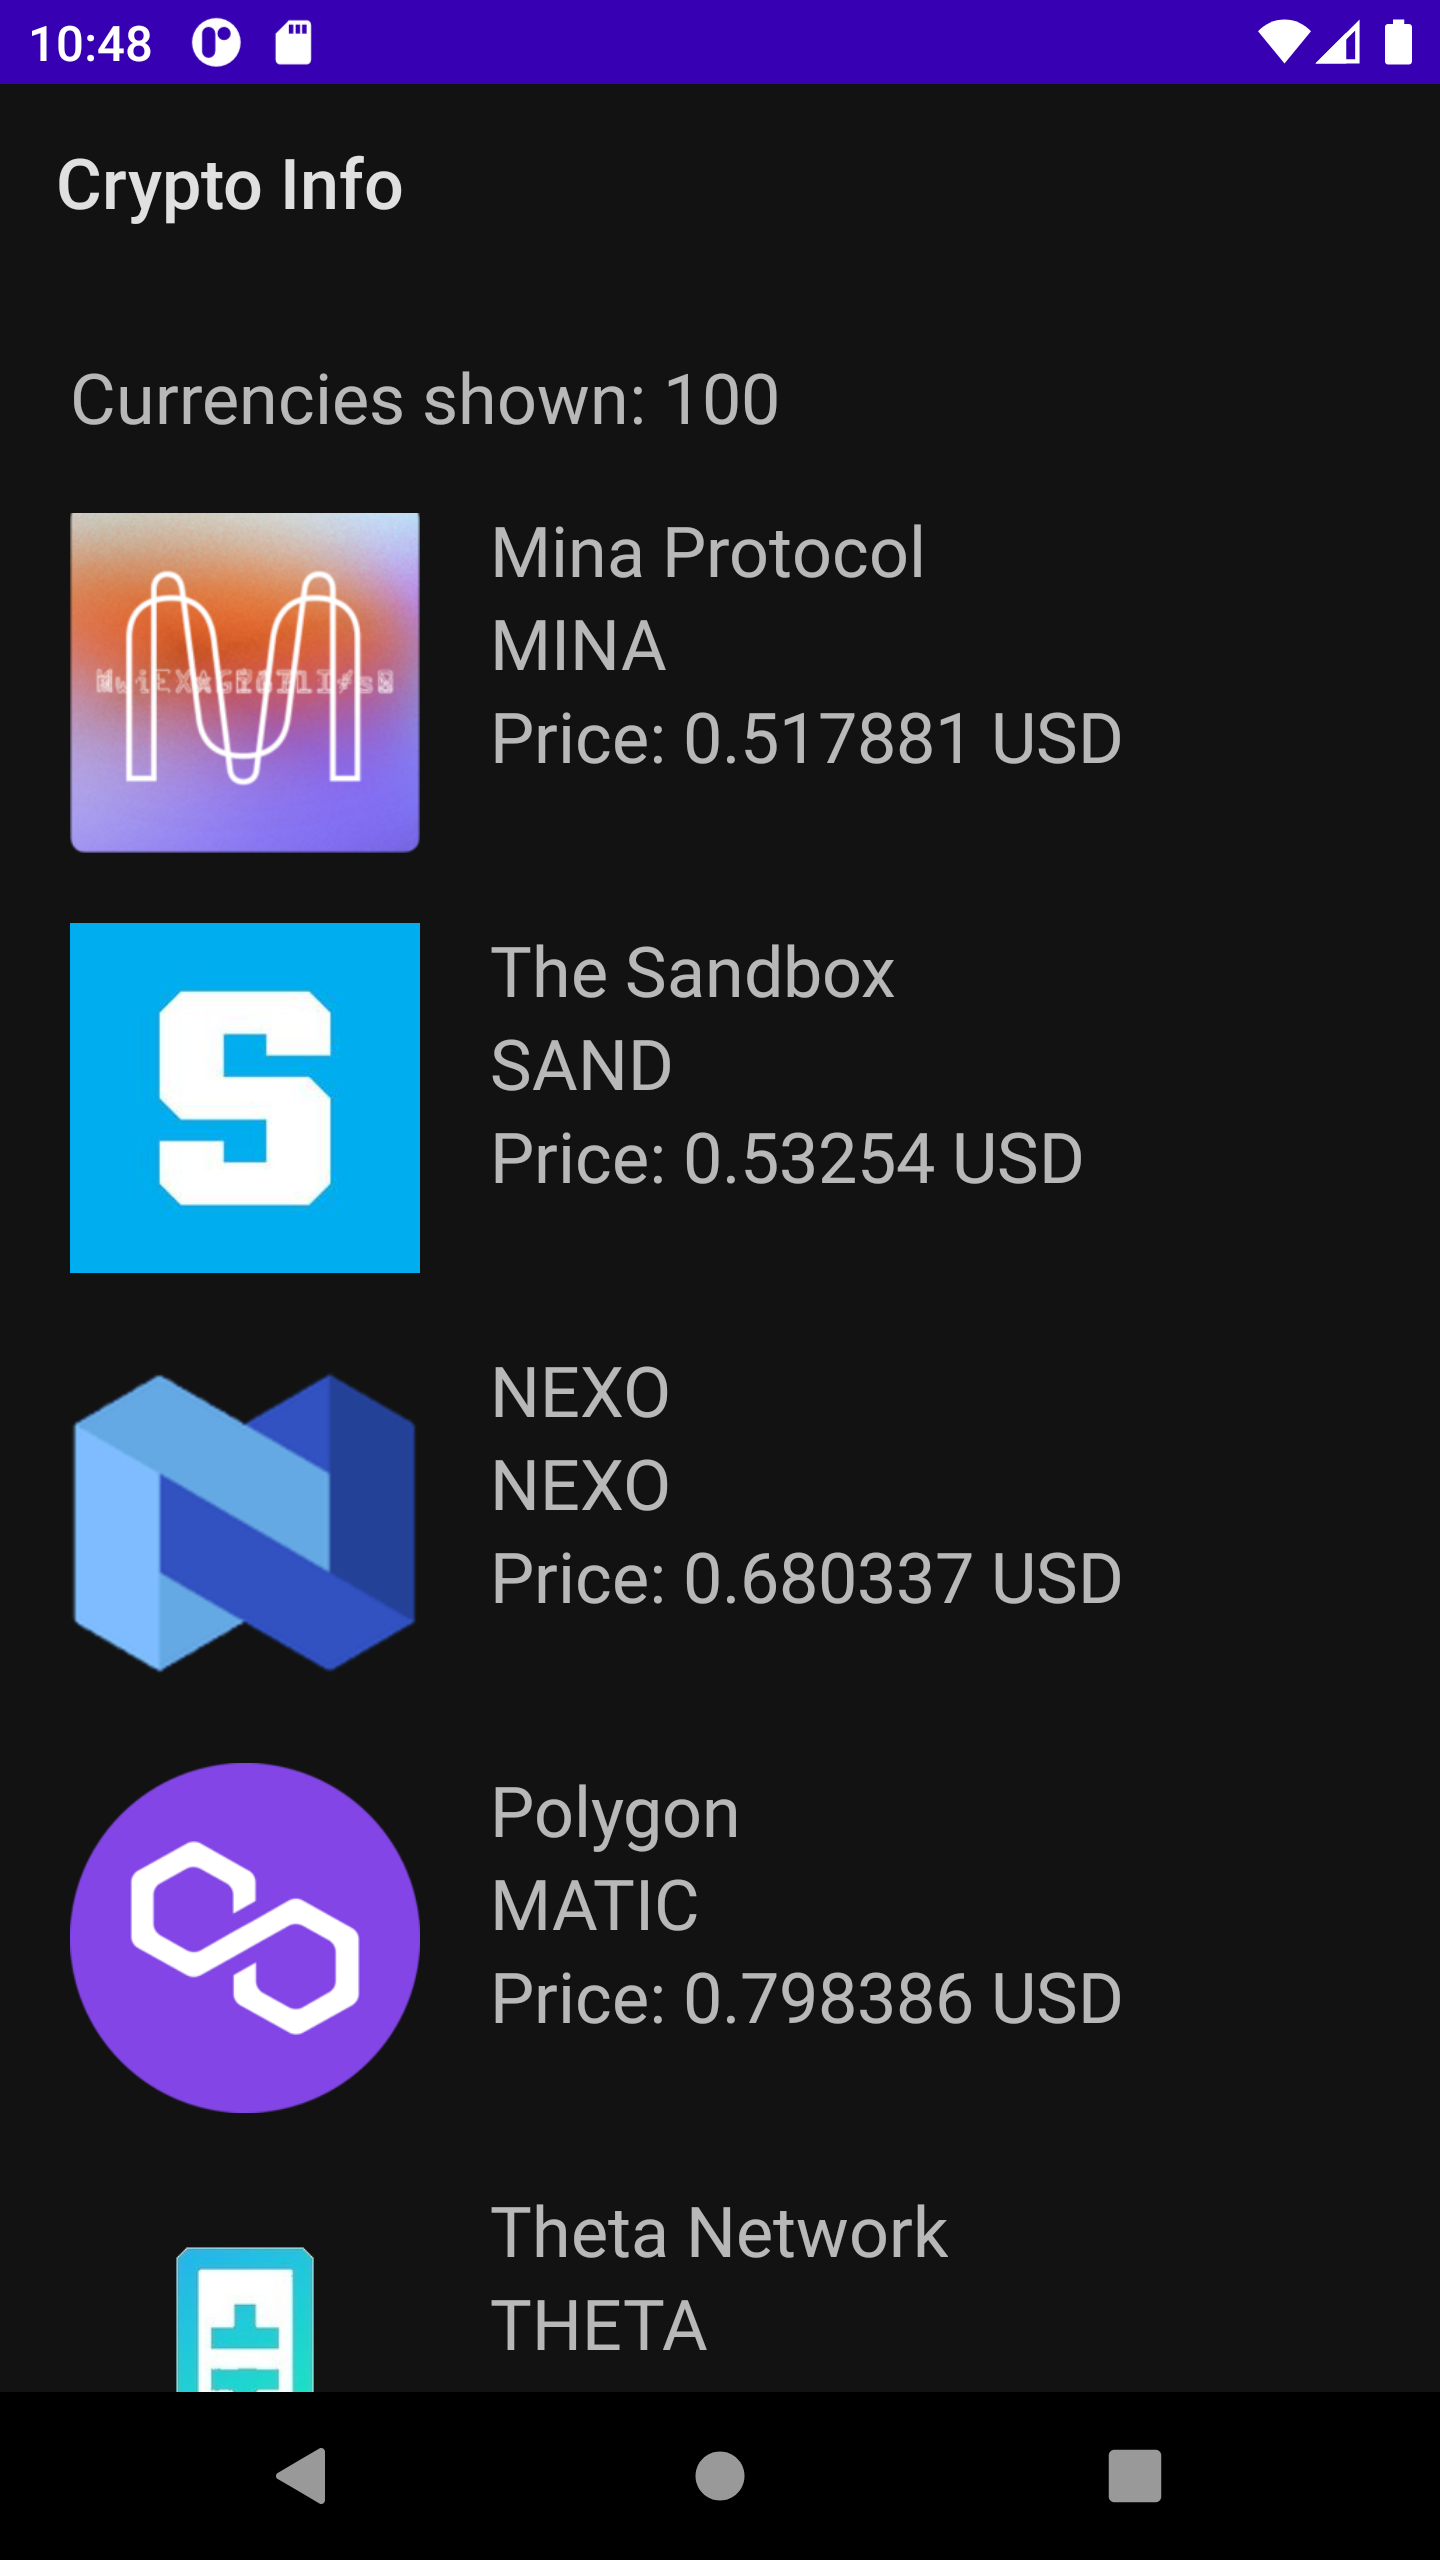 10:48
Crypto Info
Currencies shown: 100
Mina Protocol
MINA
Price: 0.517881 USD
The Sandbox
SAND
Price: 0.53254 USD
NEXO
NEXO
Price: 0.680337 USD
Polygon
MATIC
Price: 0.798386 USD
Theta Network
THETA